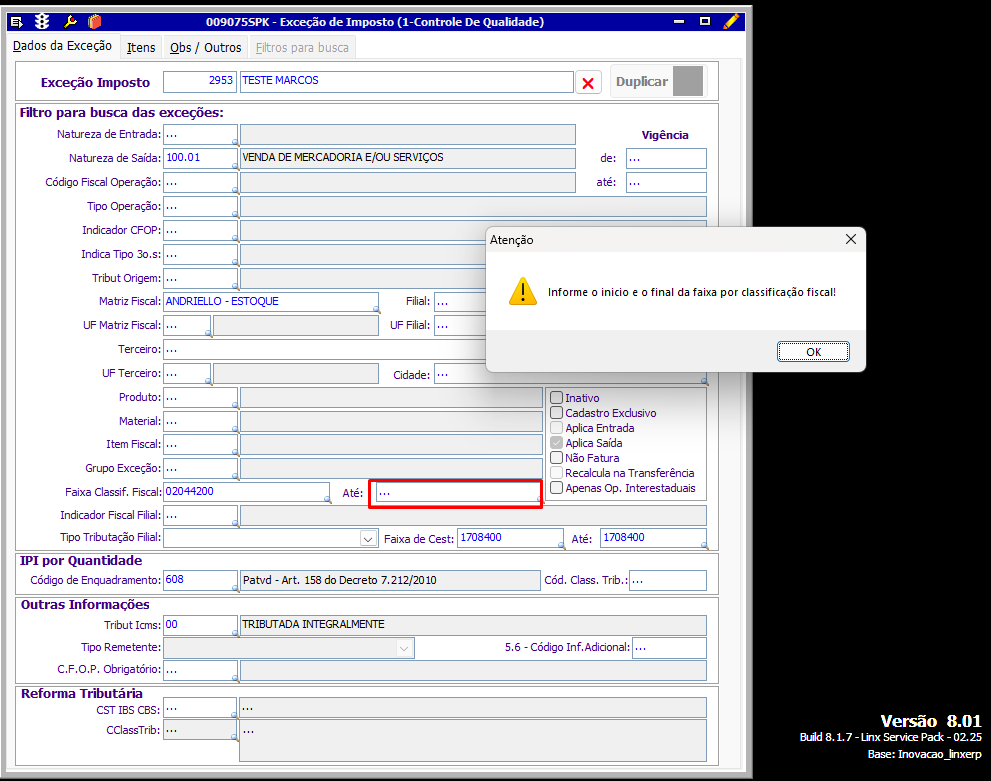 009075SPK - Exceção de Imposto (1-Controle De Qualidade)
Dados da Exceção Itens Obs / Outros Filtros para busca
Exceção Imposto 2953 TESTE MARCOS Duplicar
Filtro para busca das exceções:
Natureza de Entrada: ... Vigência
Natureza de Saída: 100.01 VENDA DE MERCADORIA E/OU SERVIÇOS de: ...
Código Fiscal Operação: ... até: ...
Tipo Operação: ...
Indicador CFOP: ...
Indica Tipo 3o.s: ...
Tribut Origem: ...
Matriz Fiscal: ANDRIELLO - ESTOQUE Filial: ...
UF Matriz Fiscal: ... UF Filial: ...
Terceiro: ...
UF Terceiro: ... Cidade: ...
Atenção
Informe o inicio e o final da faixa por classificação fiscal!
OK
Produto: ... Inativo
Cadastro Exclusivo
Material: ... Aplica Entrada
Item Fiscal: ... Aplica Saída
Não Fatura
Grupo Exceção: ... Recalcula na Transferência
Faixa Classif. Fiscal: 02044200 Até: ... Apenas Op. Interestaduais
Indicador Fiscal Filial: ...
Tipo Tributação Filial: Faixa de Cest: 1708400 Até: 1708400
IPI por Quantidade
Código de Enquadramento: 608 Patvd - Art. 158 do Decreto 7.212/2010 Cód. Class. Trib.: ...
Outras Informações
Tribut Icms: 00 TRIBUTADA INTEGRALMENTE
Tipo Remetente: 5.6 - Código Inf.Adicional: ...
C.F.O.P. Obrigatório: ...
Reforma Tributária
CST IBS CBS: ... ...
CClassTrib: ... ...
Versão 8.01
Build 8.1.7 - Linx Service Pack - 02.25
Base: Inovacao_linxerp